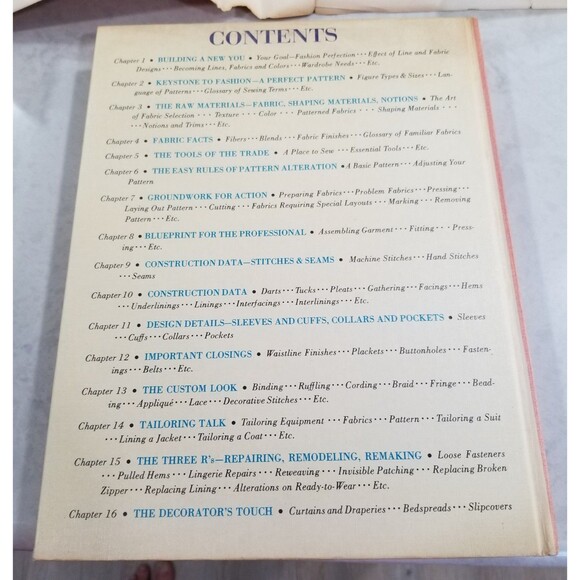 CONTENTS
Chapter 1 • BUILDING A NEW YOU • Your Goal—Fashion Perfection···Effect of Line and Fabric
Designs···Becoming Lines, Fabrics and Colors···Wardrobe Needs···Etc.
Chapter 2 • KEYSTONE TO FASHION—A PERFECT PATTERN • Figure Types & Sizes···Lan-
guage of Patterns···Glossary of Sewing Terms···Etc.
Chapter 3 • THE RAW MATERIALS—FABRIC, SHAPING MATERIALS, NOTIONS • The Art
of Fabric Selection···Texture···Color···Patterned Fabrics···Shaping Materials···
···Notions and Trims···Etc.
Chapter 4 • FABRIC FACTS • Fibers···Blends···Fabric Finishes···Glossary of Familiar Fabrics
Chapter 5 • THE TOOLS OF THE TRADE • A Place to Sew···Essential Tools···Etc.
Chapter 6 • THE EASY RULES OF PATTERN ALTERATION •A Basic Pattern···Adjusting Your
Pattern
Chapter 7 • GROUNDWORK FOR ACTION • Preparing Fabrics···Problem Fabrics···Pressing···
Laying Out Pattern···Cutting···Fabrics Requiring Special Layouts···Marking···Removing
Pattern···Etc.
Chapter 8 • BLUEPRINT FOR THE PROFESSIONAL • Assembling Garment···Fitting···Press-
ing···Etc.
Chapter 9 • CONSTRUCTION DATA—STITCHES & SEAMS • Machine Stitches···Hand Stitches
···Seams
Chapter 10 • CONSTRUCTION DATA • Darts···Tucks···Pleats···Gathering···Facings···Hems
···Underlinings···Linings···Interfacings···Interlinings···Etc.
Chapter 11 • DESIGN DETAILS—SLEEVES AND CUFFS, COLLARS AND POCKETS • Sleeves
···Cuffs···Collars···Pockets
Chapter 12 • IMPORTANT CLOSINGS • Waistline Finishes···Plackets···Buttonholes···Fasten-
ings···Belts···Etc.
Chapter 13 • THE CUSTOM LOOK • Binding···Ruffling···Cording···Braid···Fringe···Bead-
ing···Appliqué···Lace···Decorative Stitches···Etc.
Chapter 14 • TAILORING TALK • Tailoring Equipment···Fabrics···Pattern···Tailoring a Suit
···Lining a Jacket···Tailoring a Coat···Etc.
Chapter 15 • THE THREE R's—REPAIRING, REMODELING, REMAKING • Loose Fasteners
···Pulled Hems···Lingerie Repairs···Reweaving···Invisible Patching···Replacing Broken
Zipper···Replacing Lining···Alterations on Ready-to-Wear···Etc.
Chapter 16 • THE DECORATOR'S TOUCH • Curtains and Draperies···Bedspreads···Slipcovers